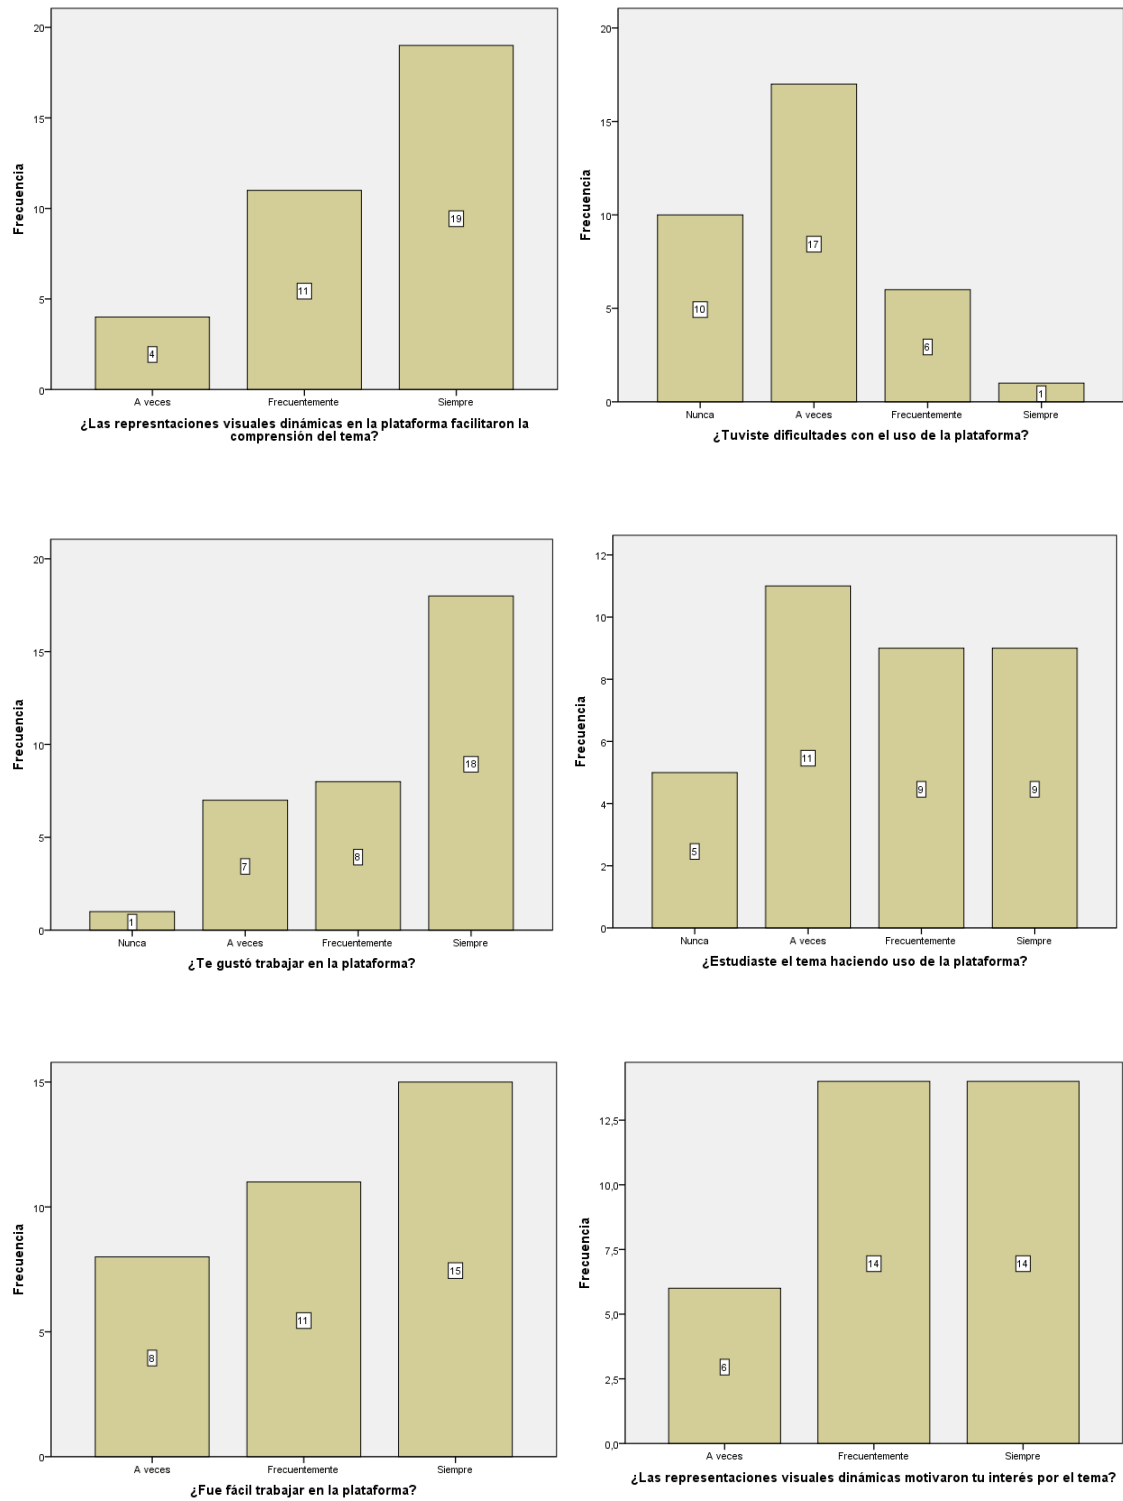 20
15
10
5
0
Frecuencia
19
11
4
A veces Frecuentemente Siempre
¿Las represntaciones visuales dinámicas en la plataforma facilitaron la
comprensión del tema?
20
15
10
5
0
Frecuencia
10
17
6
1
Nunca A veces Frecuentemente Siempre
¿Tuviste dificultades con el uso de la plataforma?
20
15
10
5
0
Frecuencia
1
7
8
18
Nunca A veces Frecuentemente Siempre
¿Te gustó trabajar en la plataforma?
12
10
8
6
4
2
0
Frecuencia
5
11
9
9
Nunca A veces Frecuentemente Siempre
¿Estudiaste el tema haciendo uso de la plataforma?
15
10
5
0
Frecuencia
8
11
15
A veces Frecuentemente Siempre
¿Fue fácil trabajar en la plataforma?
12,5
10,0
7,5
5,0
2,5
0,0
Frecuencia
6
14
14
A veces Frecuentemente Siempre
¿Las representaciones visuales dinámicas motivaron tu interés por el tema?